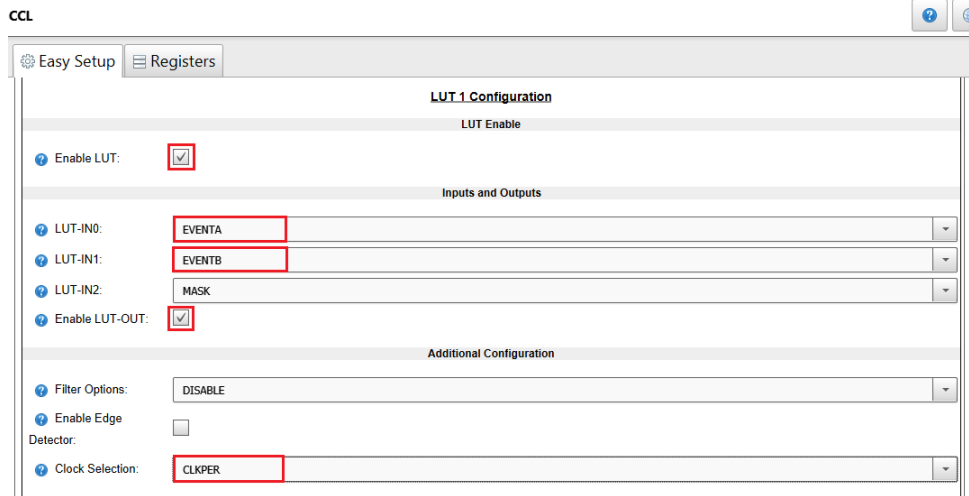 CCL
Easy Setup
Registers
LUT 1 Configuration
LUT Enable
Enable LUT:
Inputs and Outputs
LUT-IN0:
EVENTA
LUT-IN1:
EVENTB
LUT-IN2:
MASK
Enable LUT-OUT:
Additional Configuration
Filter Options:
DISABLE
Enable Edge
Detector:
Clock Selection:
CLKPER